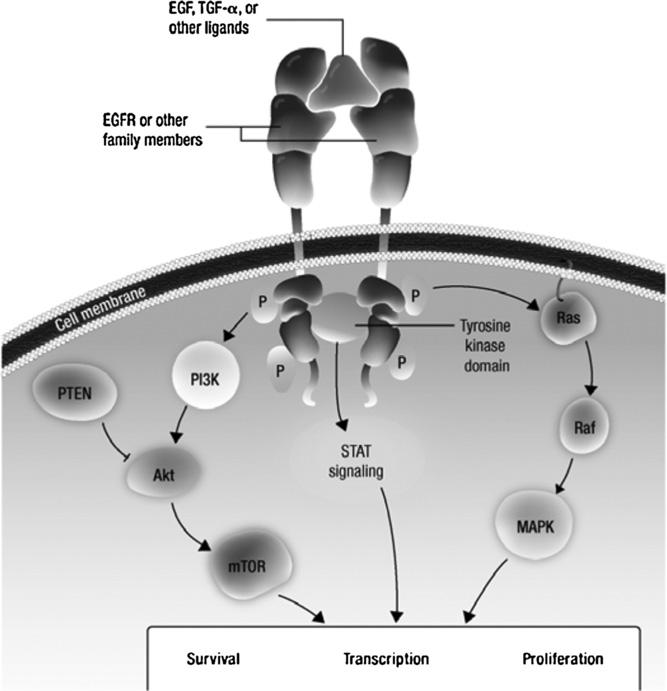 EGF, TGF-α, or
other ligands
EGFR or other
family members
Cell membrane
P
P
P
P
Tyrosine
kinase
domain
Ras
PTEN
PI3K
Raf
Akt
STAT
signaling
MAPK
mTOR
Survival
Transcription
Proliferation